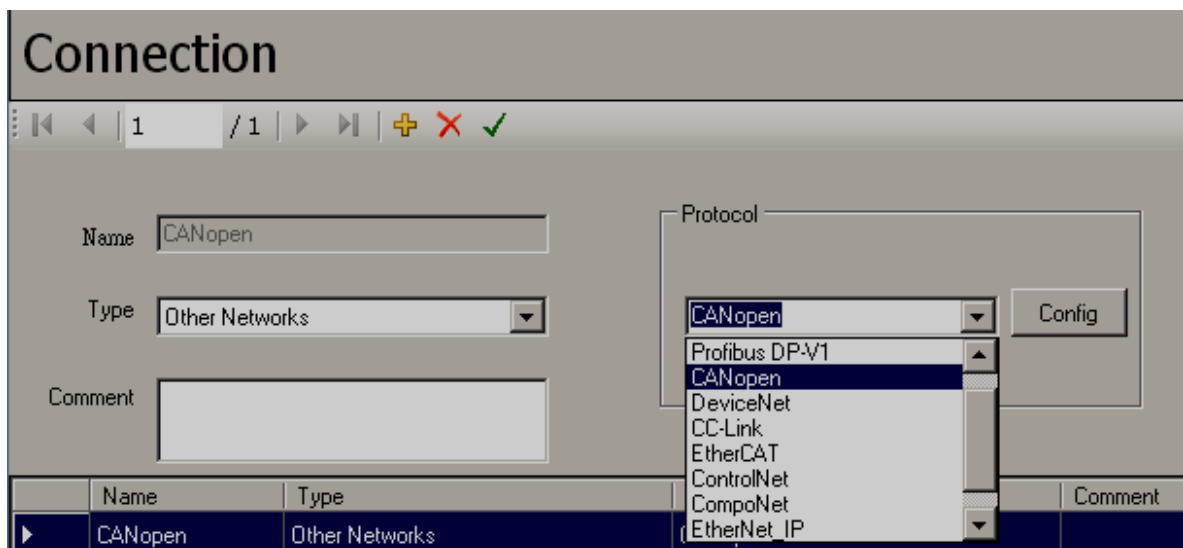 Connection
1 / 1
Name CANopen
Protocol
Type Other Networks
CANopen Config
Profibus DP-V1
CANopen
DeviceNet
CC-Link
EtherCAT
ControlNet
CompoNet
EtherNet_IP
Comment
Name Type Comment
CANopen Other Networks